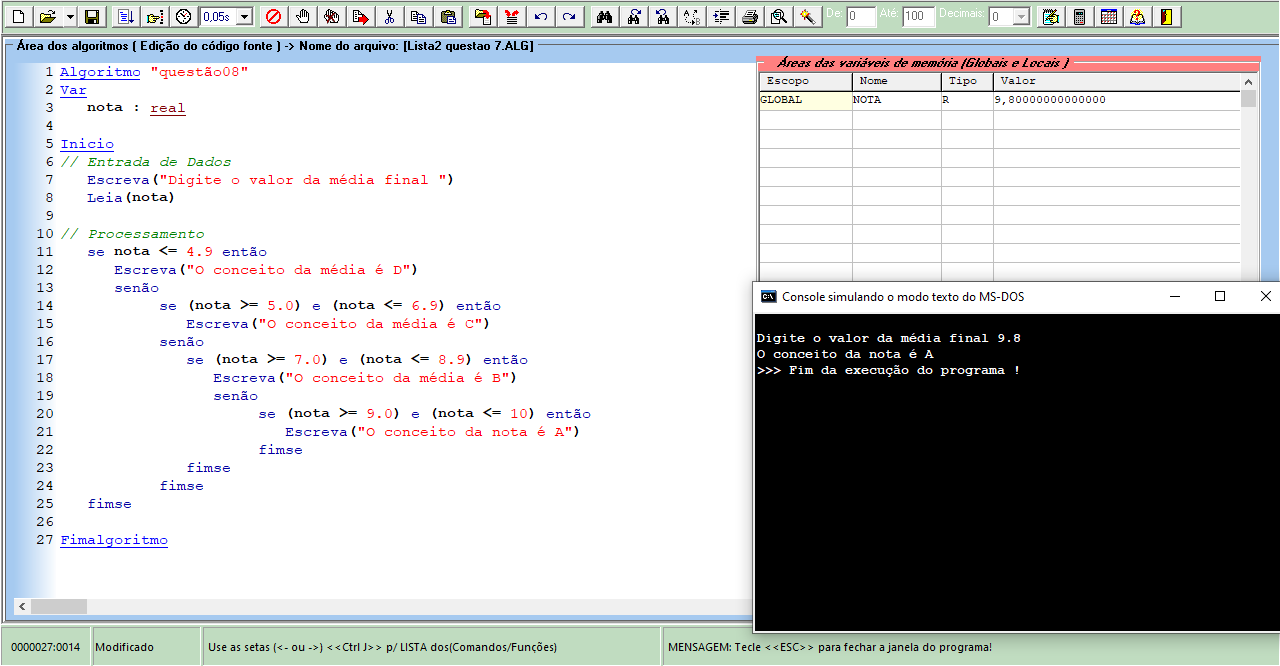 0,05s De: 0 Até: 100 Decimais: 0
Área dos algoritmos ( Edição do código fonte ) -> Nome do arquivo: [Lista2 questao 7.ALG]
1 Algoritmo "questão08"
2 Var
3 nota : real
4
5 Inicio
6 // Entrada de Dados
7 Escreva("Digite o valor da média final ")
8 Leia(nota)
9
10 // Processamento
11 se nota <= 4.9 então
12 Escreva("O conceito da média é D")
13 senão
14 se (nota >= 5.0) e (nota <= 6.9) então
15 Escreva("O conceito da média é C")
16 senão
17 se (nota >= 7.0) e (nota <= 8.9) então
18 Escreva("O conceito da média é B")
19 senão
20 se (nota >= 9.0) e (nota <= 10) então
21 Escreva("O conceito da nota é A")
22 fimse
23 fimse
24 fimse
25 fimse
26
27 Fimalgoritmo
Áreas das variáveis de memória (Globais e Locais )
Escopo Nome Tipo Valor
GLOBAL NOTA R 9,80000000000000
C:\ Console simulando o modo texto do MS-DOS
Digite o valor da média final 9.8
O conceito da nota é A
>>> Fim da execução do programa !
0000027:0014 Modificado Use as setas (<- ou ->) <<Ctrl J>> p/ LISTA dos(Comandos/Funções) MENSAGEM: Tecle <<ESC>> para fechar a janela do programa!